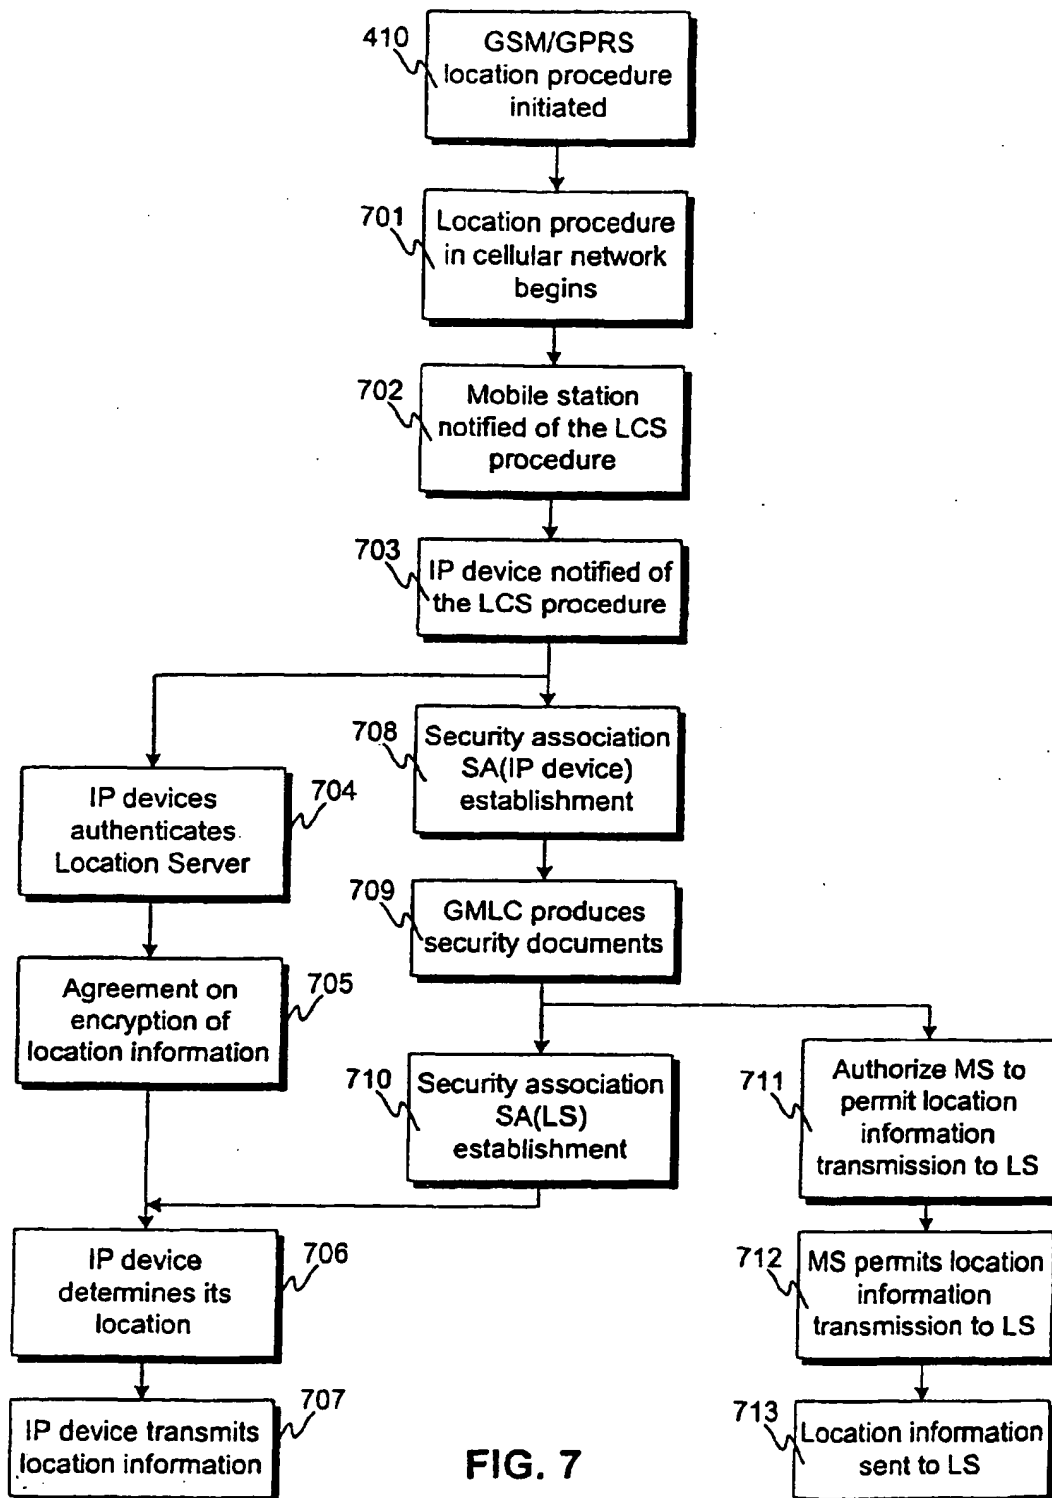 410
GSM/GPRS
location procedure
initiated
701
Location procedure
in cellular network
begins
702
Mobile station
notified of the LCS
procedure
703
IP device notified of
the LCS procedure
708
Security association
SA(IP device)
establishment
704
IP devices
authenticates
Location Server
709
GMLC produces
security documents
705
Agreement on
encryption of
location information
710
Security association
SA(LS)
establishment
711
Authorize MS to
permit location
information
transmission to LS
706
IP device
determines its
location
712
MS permits location
information
transmission to LS
707
IP device transmits
location information
713
Location information
sent to LS
FIG. 7